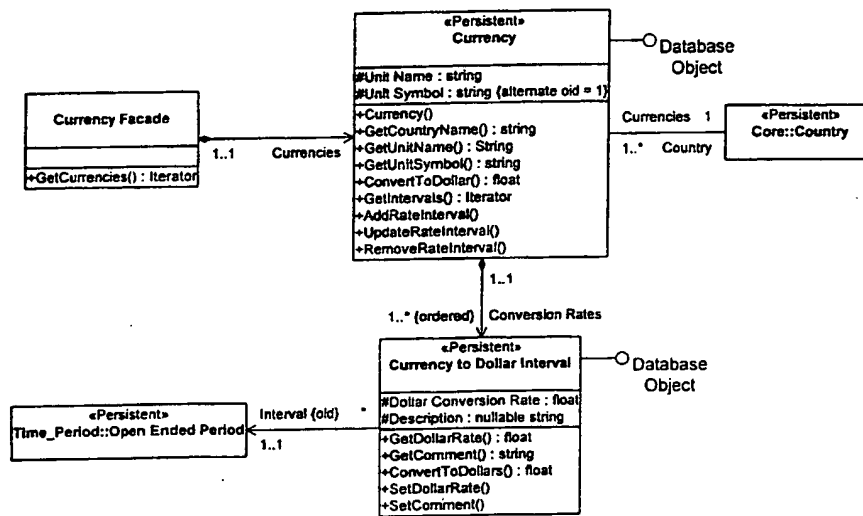 «Persistent»
Currency
Database
Object
#Unit Name : string
#Unit Symbol : string {alternate oid = 1}
+Currency()
+GetCountryName() : string
+GetUnitName() : String
+GetUnitSymbol() : string
+ConvertToDollar() : float
+GetIntervals() : Iterator
+AddRateInterval()
+UpdateRateInterval()
+RemoveRateInterval()
Currency Facade
+GetCurrencies() : Iterator
1..1
Currencies
Currencies 1
1..* Country
«Persistent»
Core::Country
1..1
1..* {ordered} Conversion Rates
«Persistent»
Currency to Dollar Interval
Database
Object
#Dollar Conversion Rate : float
#Description : nullable string
+GetDollarRate() : float
+GetComment() : string
+ConvertToDollars() : float
+SetDollarRate()
+SetComment()
«Persistent»
Time_Period::Open Ended Period
Interval {oid} *
1..1